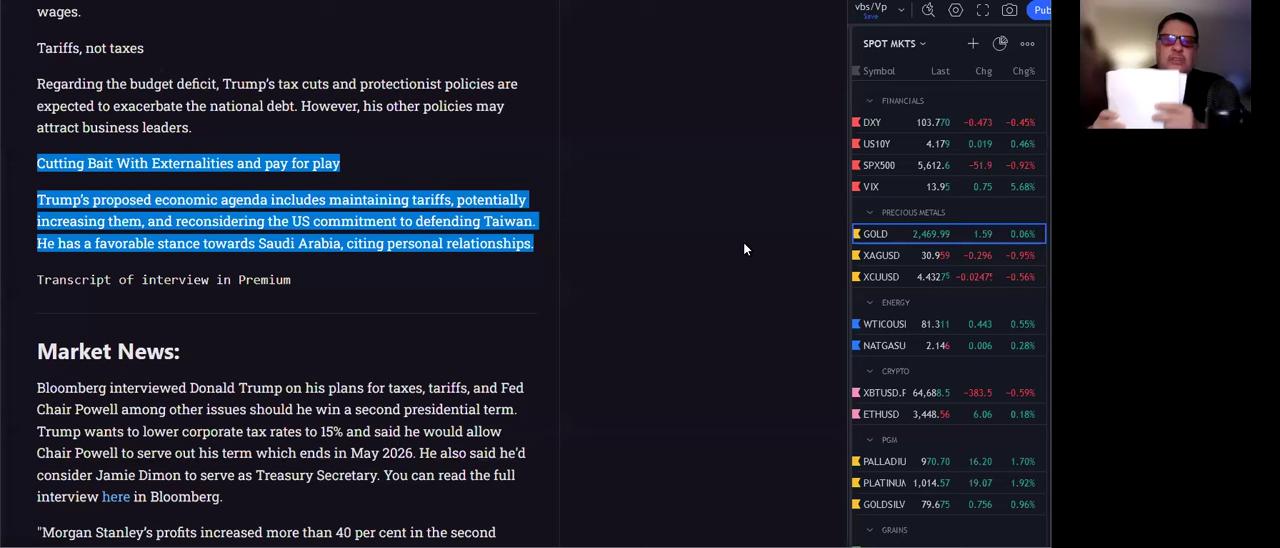 wages.
Tariffs, not taxes
Regarding the budget deficit, Trump's tax cuts and protectionist policies are
expected to exacerbate the national debt. However, his other policies may
attract business leaders.
Cutting Bait With Externalities and pay for play
Trump's proposed economic agenda includes maintaining tariffs, potentially
increasing them, and reconsidering the US commitment to defending Taiwan.
He has a favorable stance towards Saudi Arabia, citing personal relationships.
Transcript of interview in Premium
Market News:
Bloomberg interviewed Donald Trump on his plans for taxes, tariffs, and Fed
Chair Powell among other issues should he win a second presidential term.
Trump wants to lower corporate tax rates to 15% and said he would allow
Chair Powell to serve out his term which ends in May 2026. He also said he'd
consider Jamie Dimon to serve as Treasury Secretary. You can read the full
interview here in Bloomberg.
"Morgan Stanley's profits increased more than 40 per cent in the second
vbs/Vp
Save
Pub
SPOT MKTS
Symbol Last Chg Chg%
FINANCIALS
DXY 103.770 −0.473 −0.45%
US10Y 4.179 0.019 0.46%
SPX500 5,612.6 −51.9 −0.92%
VIX 13.95 0.75 5.68%
PRECIOUS METALS
GOLD 2,469.99 1.59 0.06%
XAGUSD 30.959 −0.296 −0.95%
XCUUSD 4.43275 −0.02475 −0.56%
ENERGY
WTICOUSI 81.311 0.443 0.55%
NATGASU 2.146 0.006 0.28%
CRYPTO
XBTUSD.F 64,688.5 −383.5 −0.59%
ETHUSD 3,448.56 6.06 0.18%
PGM
PALLADIU 970.70 16.20 1.70%
PLATINUM 1,014.57 19.07 1.92%
GOLDSILV 79.675 0.756 0.96%
GRAINS